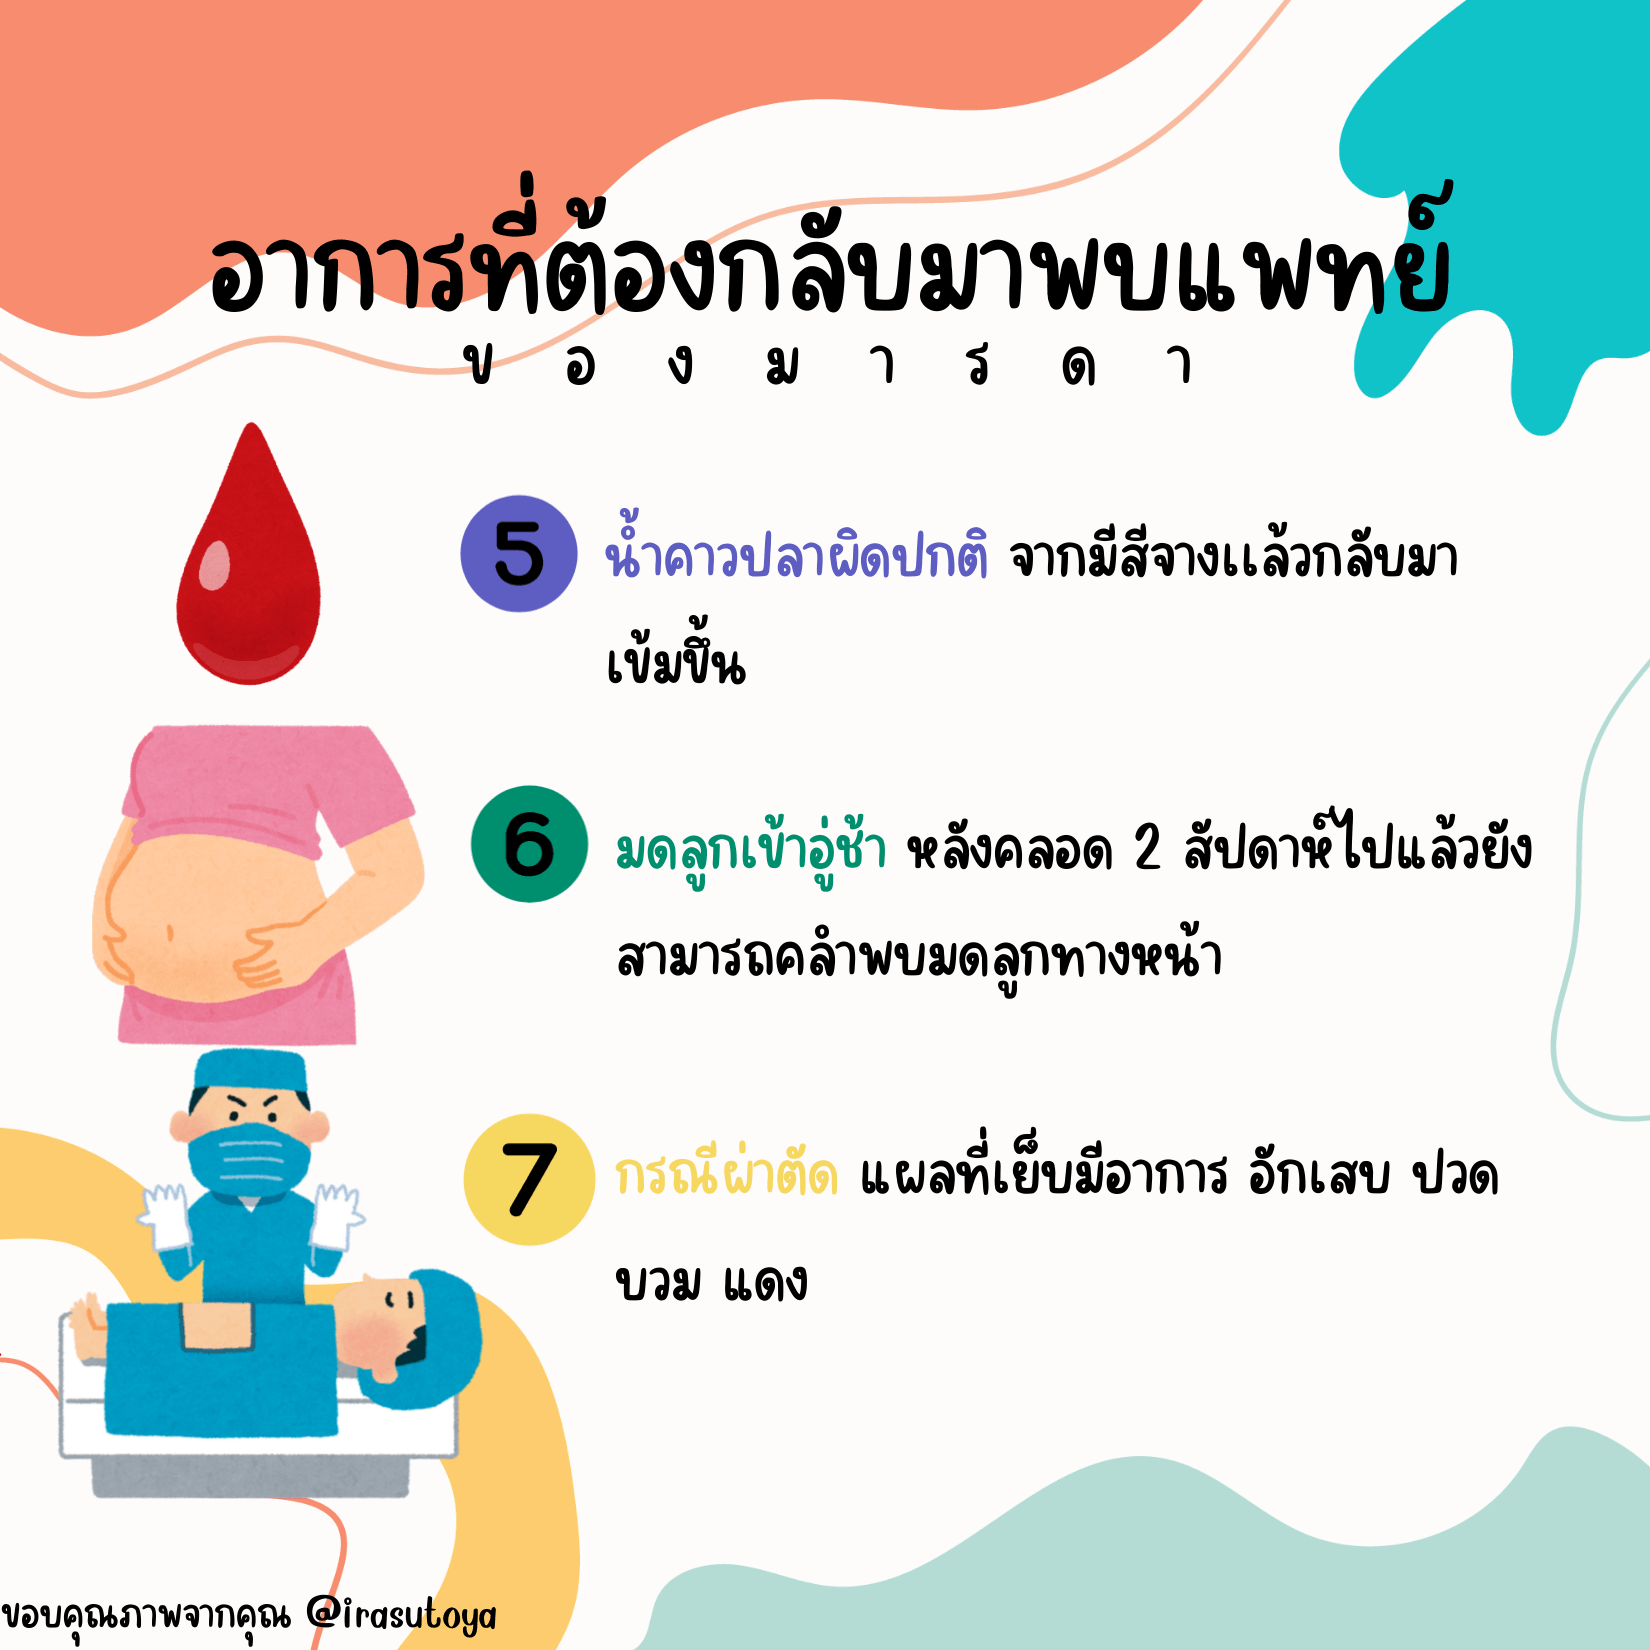 อาการที่ต้องกลับมาพบแพทย์
ของมารดา
5 น้ำคาวปลาผิดปกติ จากมีสีจางแล้วกลับมา
เข้มขึ้น
6 มดลูกเข้าอู่ช้า หลังคลอด 2 สัปดาห์ไปแล้วยัง
สามารถคลำพบมดลูกทางหน้า
7 กรณีผ่าตัด แผลที่เย็บมีอาการ อักเสบ ปวด
บวม แดง
ขอบคุณภาพจากคุณ @irasutoya